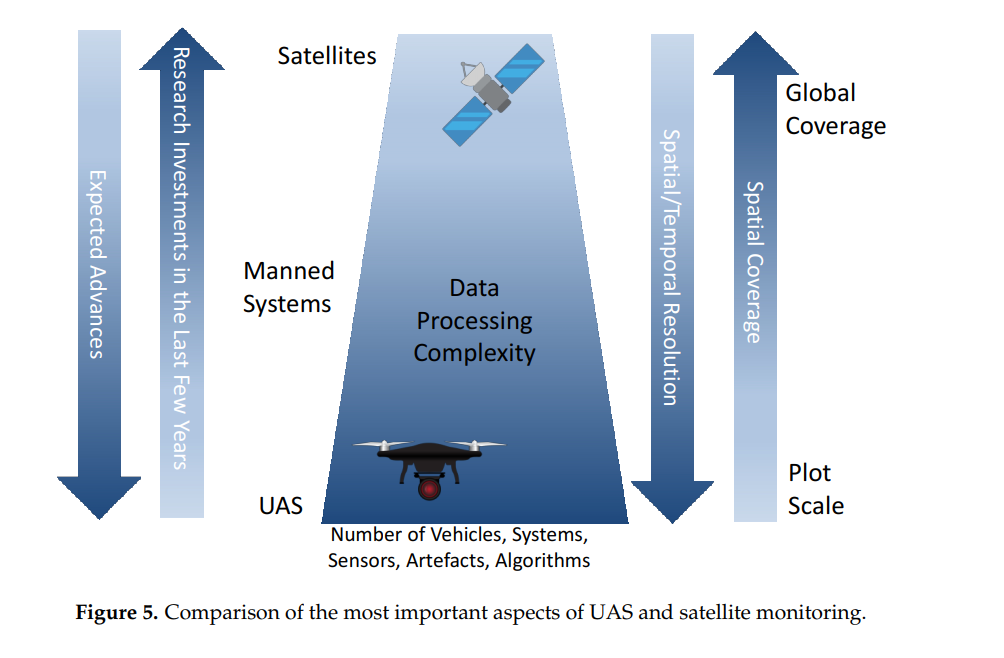 Expected Advances
Research Investments in the Last Few Years
Satellites
Manned
Systems
UAS
Data
Processing
Complexity
Number of Vehicles, Systems,
Sensors, Artefacts, Algorithms
Spatial/Temporal Resolution
Spatial Coverage
Global
Coverage
Plot
Scale
Figure 5. Comparison of the most important aspects of UAS and satellite monitoring.